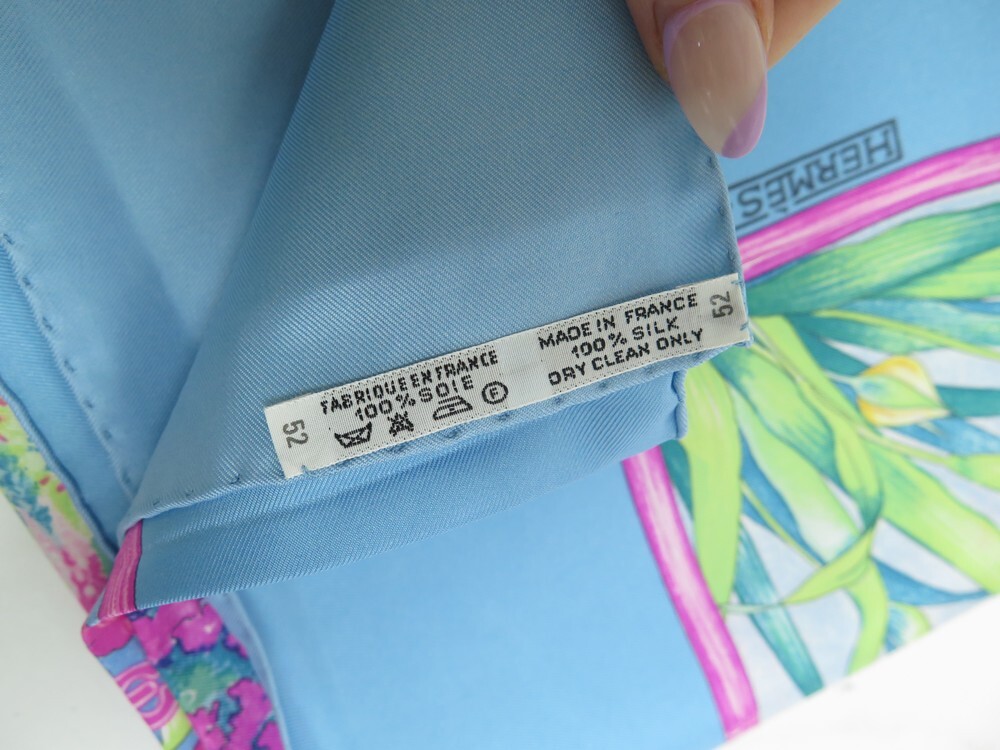 HERMÈS
52
FABRIQUE EN FRANCE
100% SOIE
F
MADE IN FRANCE
100% SILK
DRY CLEAN ONLY
52